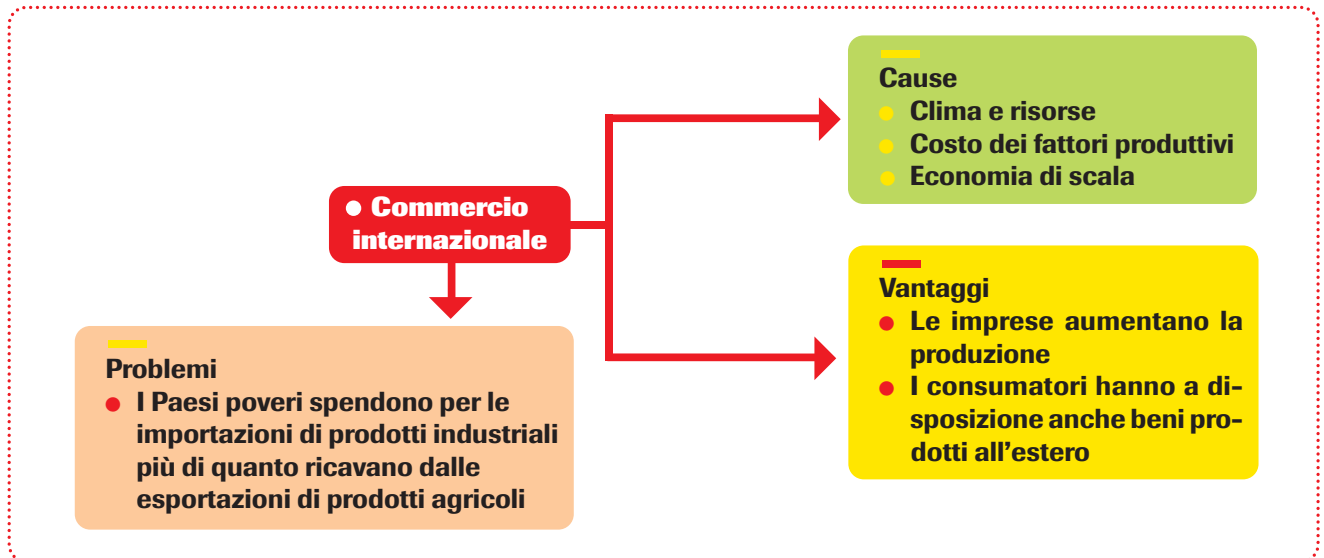 Cause
● Clima e risorse
● Costo dei fattori produttivi
● Economia di scala
● Commercio
internazionale
Vantaggi
● Le imprese aumentano la
produzione
● I consumatori hanno a di-
sposizione anche beni pro-
dotti all'estero
Problemi
● I Paesi poveri spendono per le
importazioni di prodotti industriali
più di quanto ricavano dalle
esportazioni di prodotti agricoli